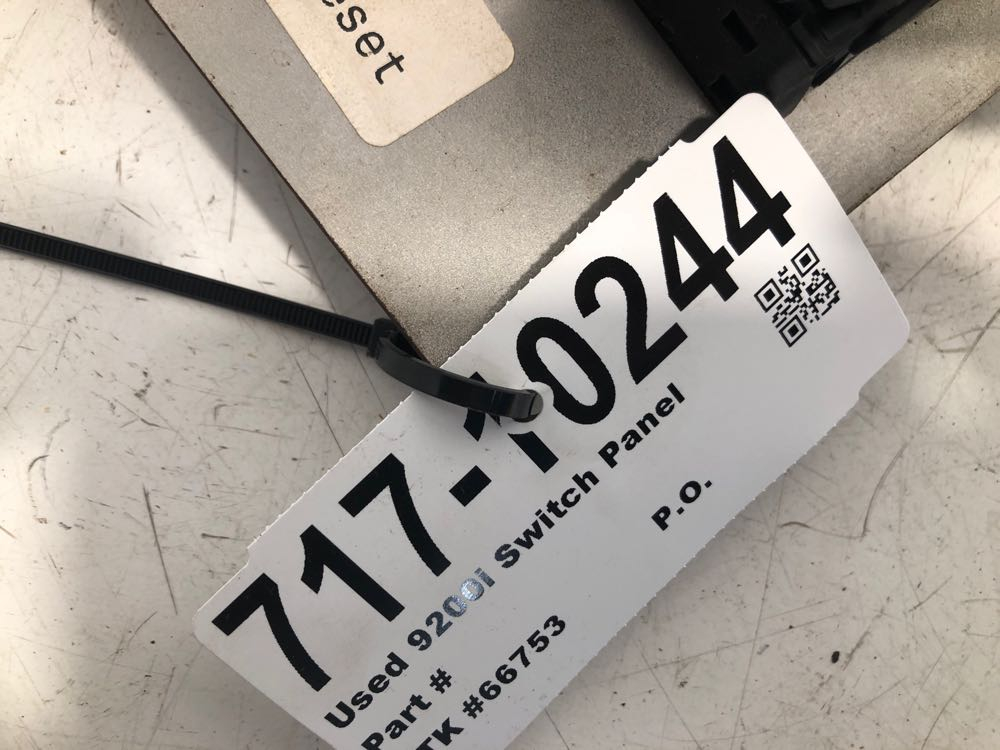 eset
717-10244
Used 9200i Switch Panel
Part #
P.O.
TK #66753